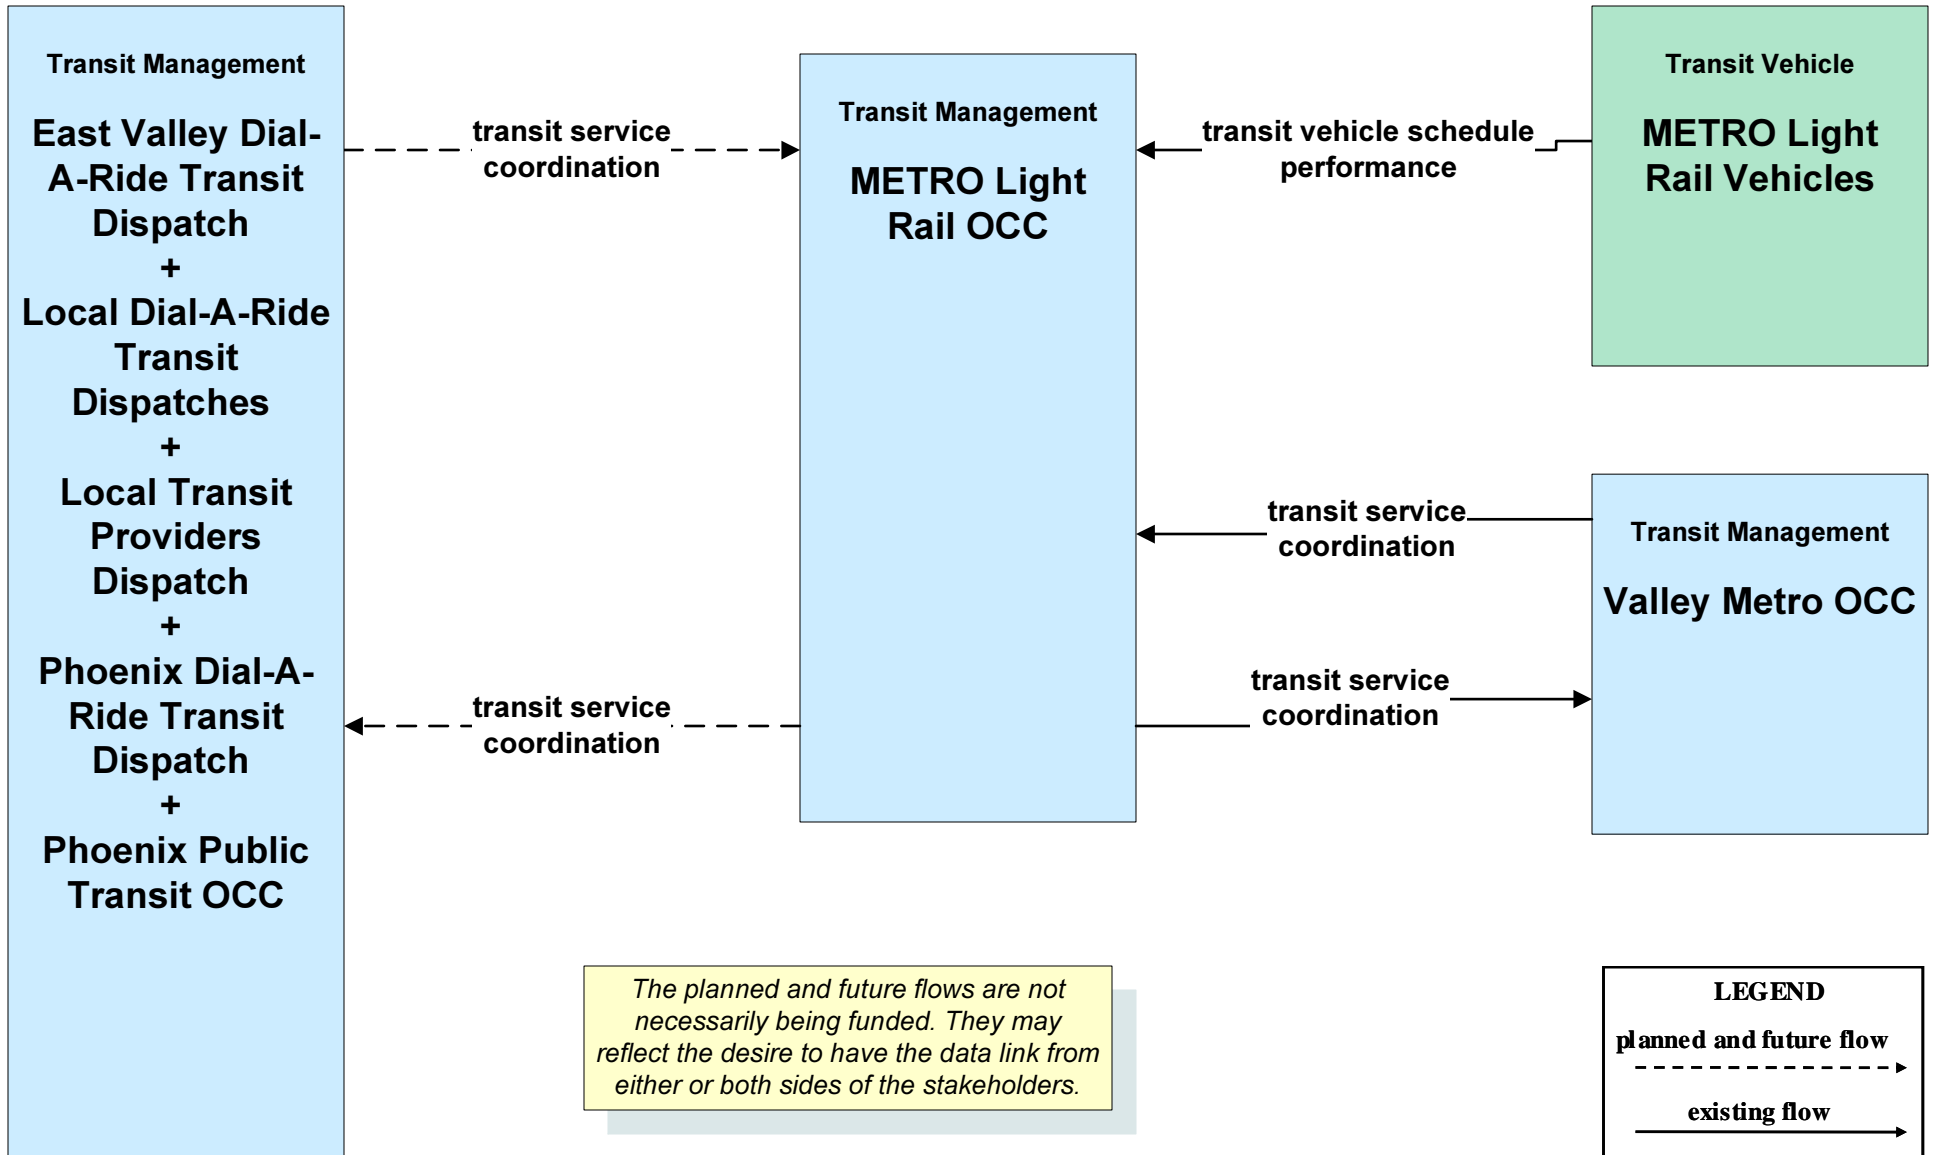 Transit Management
East Valley Dial-
A-Ride Transit
Dispatch
+
Local Dial-A-Ride
Transit
Dispatches
+
Local Transit
Providers
Dispatch
+
Phoenix Dial-A-
Ride Transit
Dispatch
+
Phoenix Public
Transit OCC
transit service
coordination
transit service
coordination
Transit Management
METRO Light
Rail OCC
transit vehicle schedule
performance
transit service
coordination
transit service
coordination
Transit Vehicle
METRO Light
Rail Vehicles
Transit Management
Valley Metro OCC
The planned and future flows are not
necessarily being funded. They may
reflect the desire to have the data link from
either or both sides of the stakeholders.
LEGEND
planned and future flow
existing flow